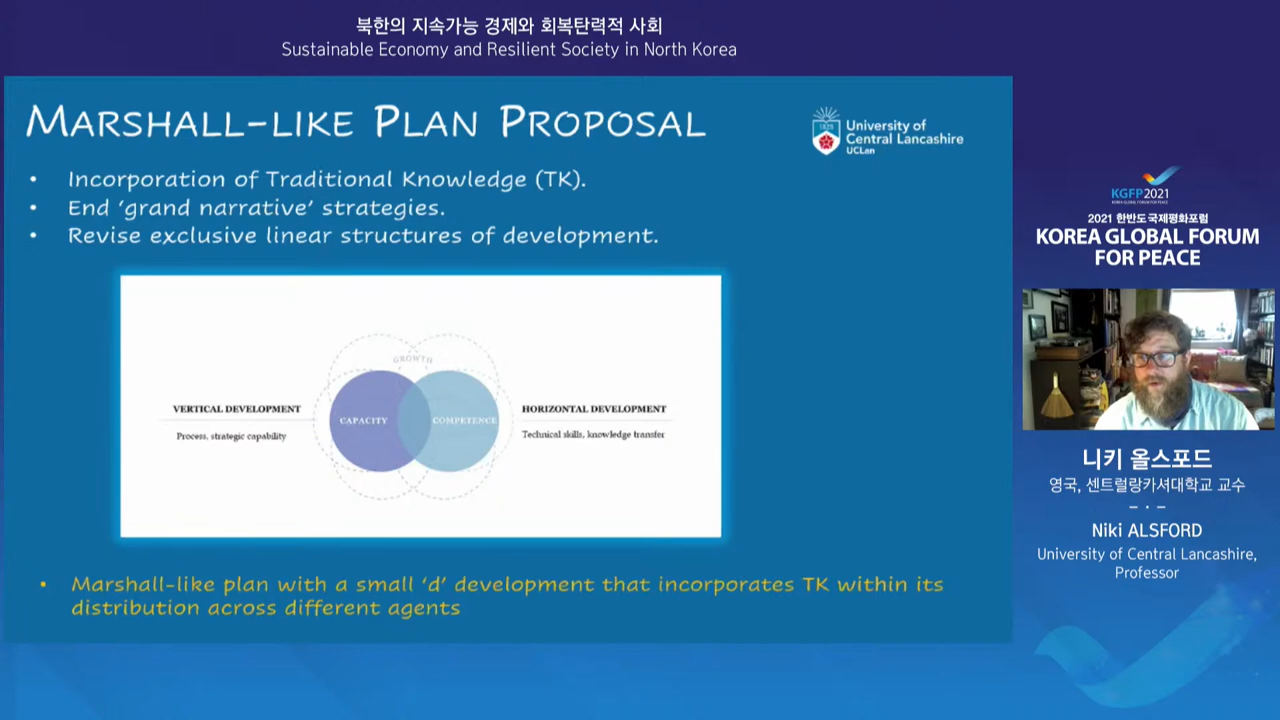 북한의 지속가능 경제와 회복탄력적 사회
Sustainable Economy and Resilient Society in North Korea
MARSHALL-LIKE PLAN PROPOSAL
1828
University of
Central Lancashire
UCLan
• Incorporation of Traditional Knowledge (TK).
• End ‘grand narrative’ strategies.
• Revise exclusive linear structures of development.
GROWTH
VERTICAL DEVELOPMENT
Process, strategic capability
CAPACITY
COMPETENCE
HORIZONTAL DEVELOPMENT
Technical skills, knowledge transfer
• Marshall-like plan with a small ‘d’ development that incorporates TK within its
distribution across different agents
KGFP2021
KOREA GLOBAL FORUM FOR PEACE
2021 한반도국제평화포럼
KOREA GLOBAL FORUM
FOR PEACE
니키 올스포드
영국, 센트럴랑카셔대학교 교수
Niki ALSFORD
University of Central Lancashire,
Professor